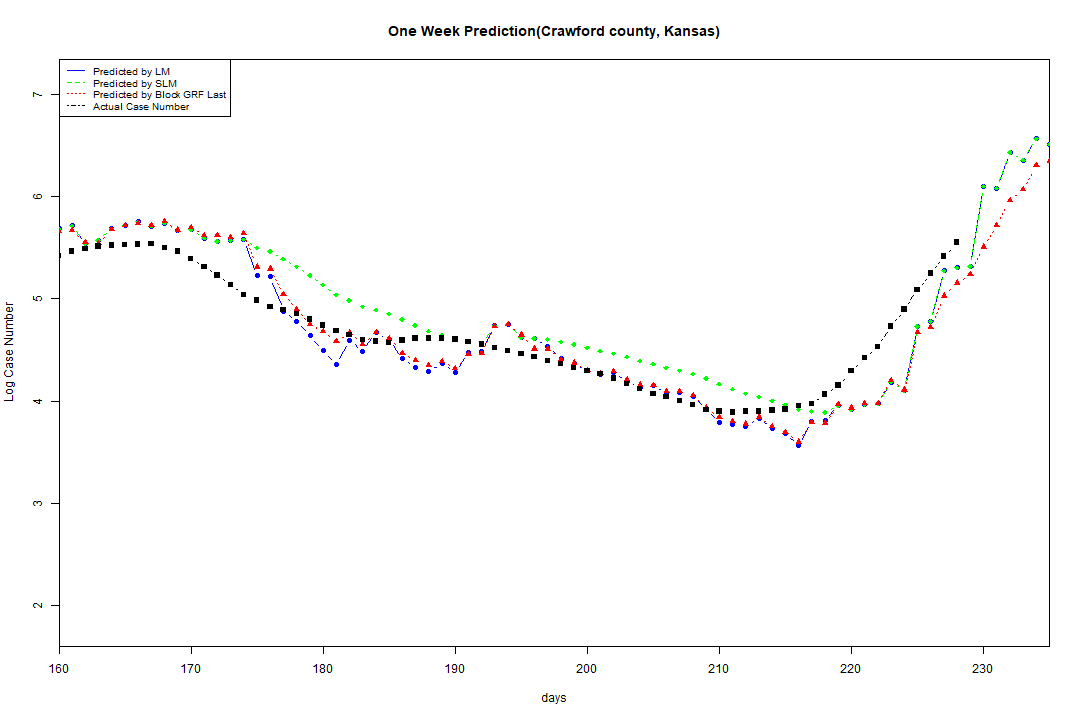 One Week Prediction(Crawford county, Kansas)
Predicted by LM
Predicted by SLM
Predicted by Block GRF Last
Actual Case Number
7
6
5
4
3
2
Log Case Number
160 170 180 190 200 210 220 230
days